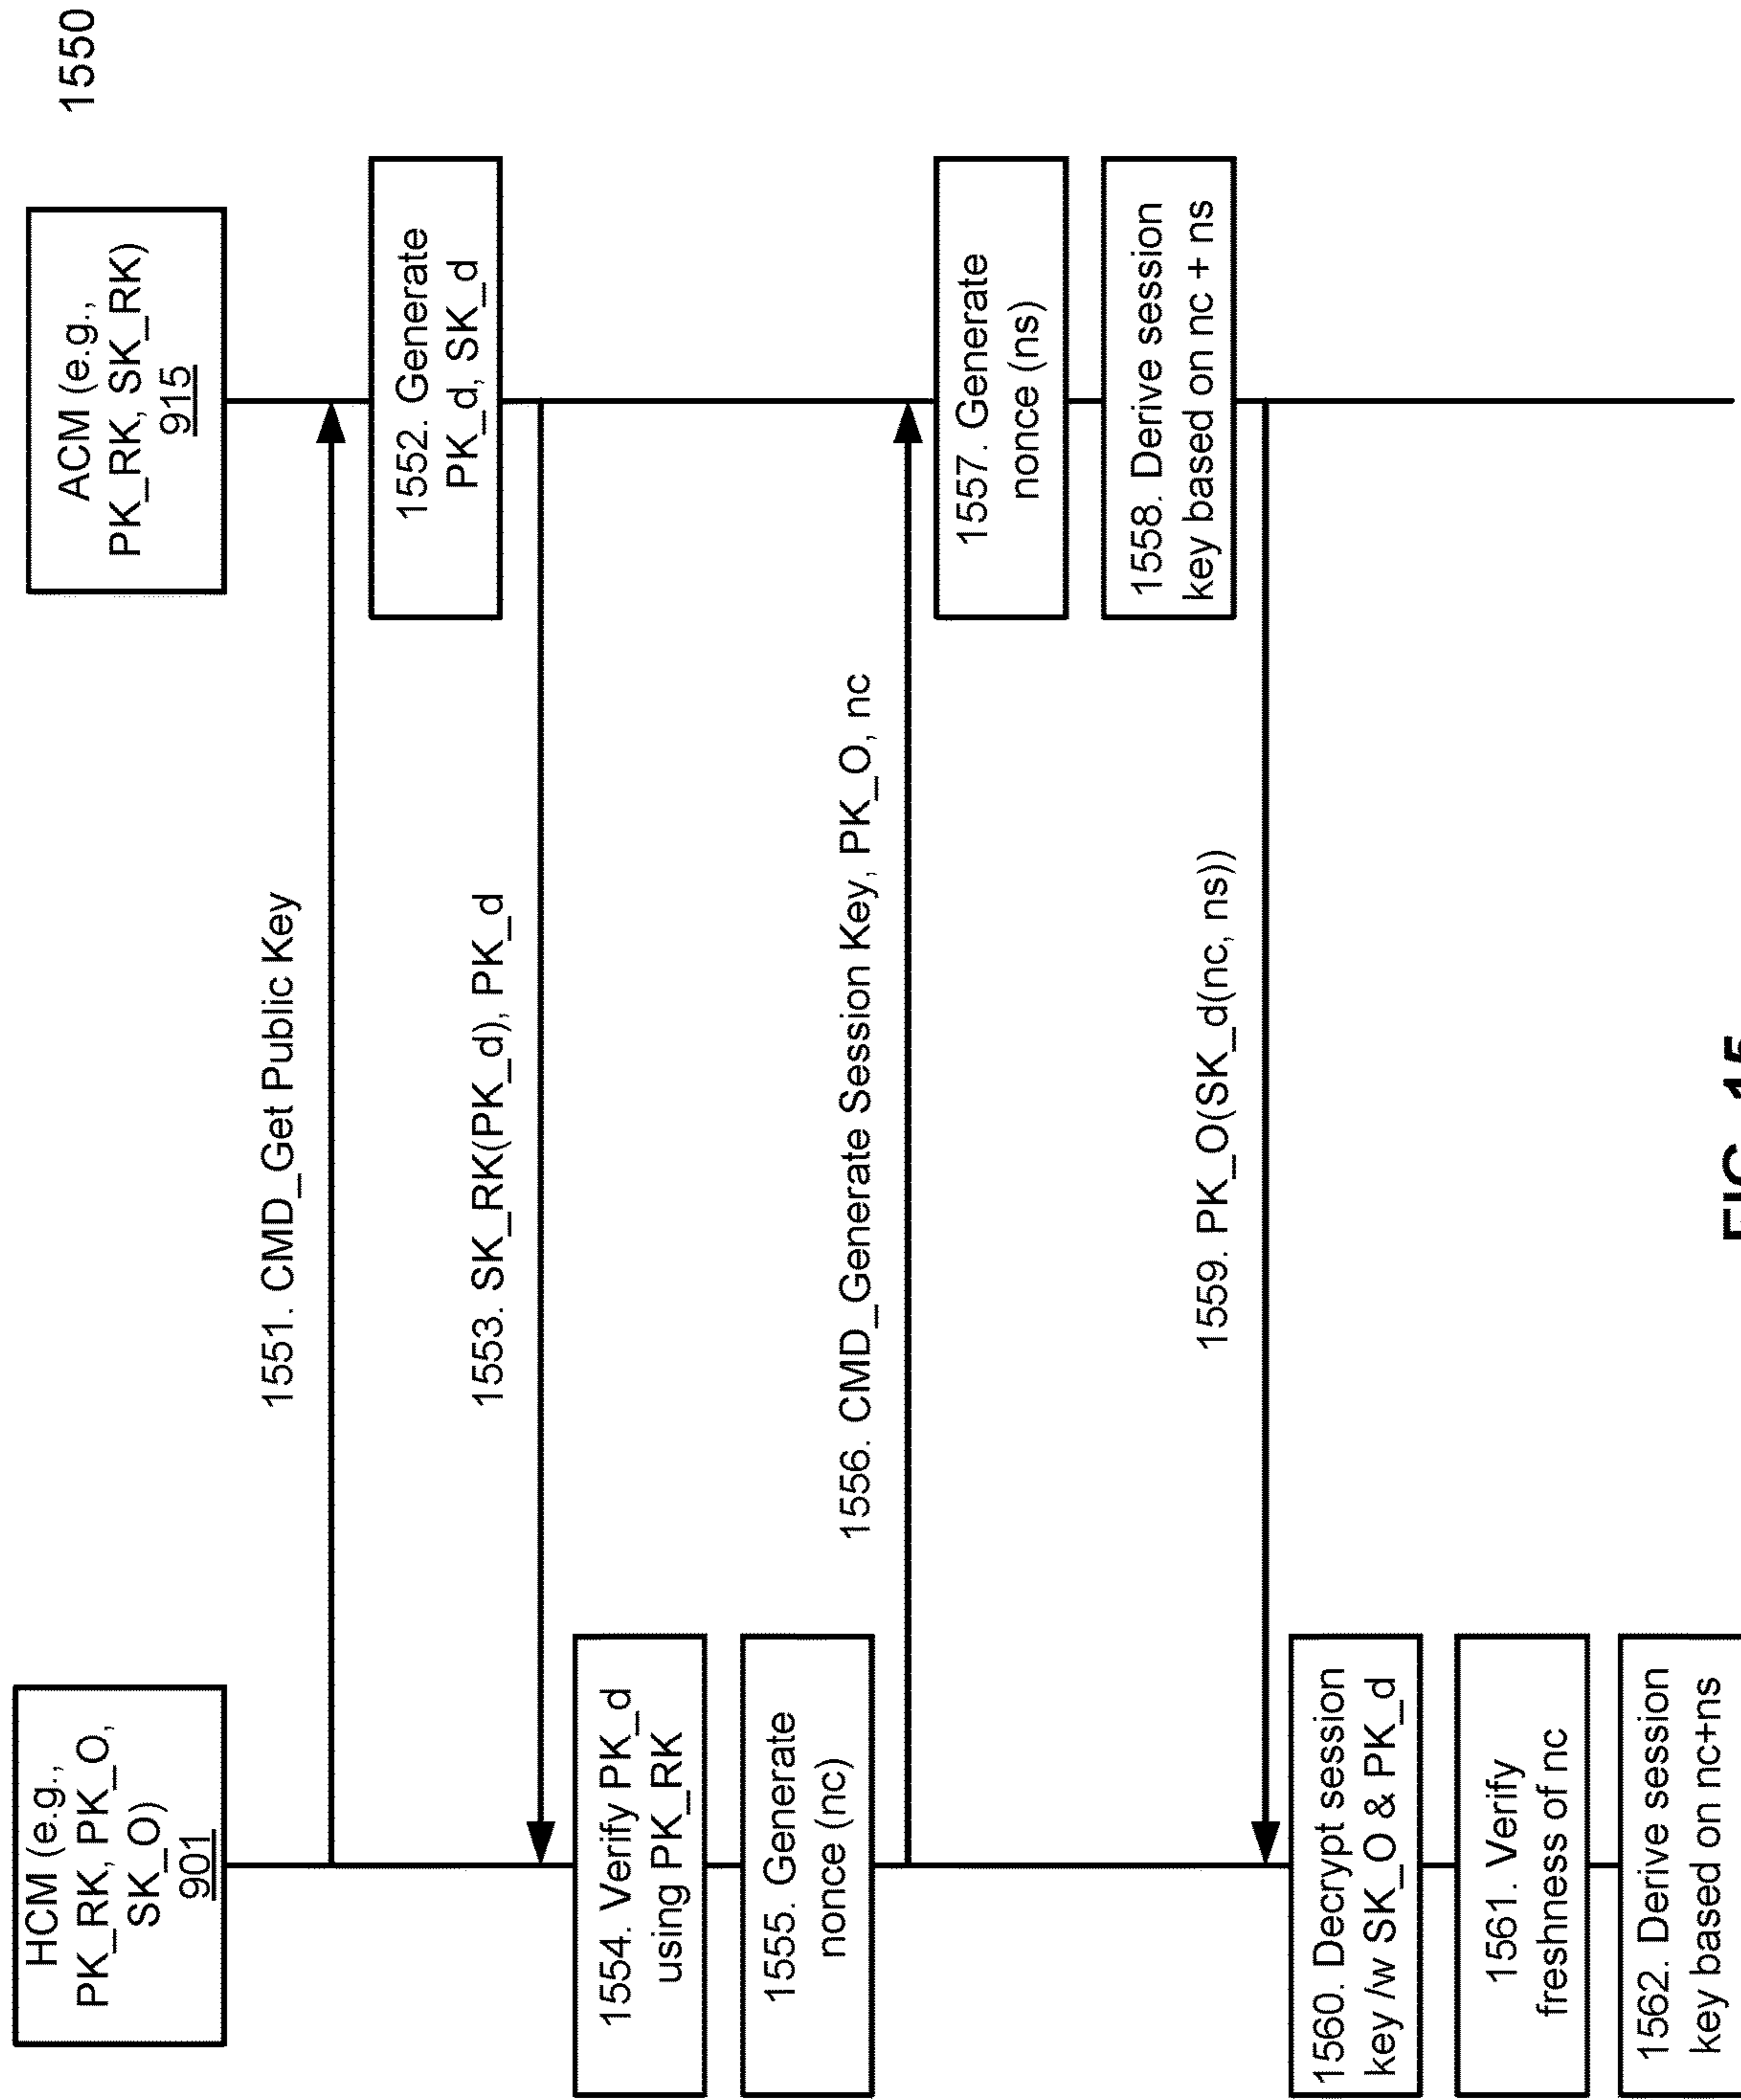 1550
HCM (e.g.,
PK_RK, PK_O,
SK_O)
901
ACM (e.g.,
PK_RK, SK_RK)
915
1551. CMD_Get Public Key
1552. Generate
PK_d, SK_d
1553. SK_RK(PK_d), PK_d
1554. Verify PK_d
using PK_RK
1555. Generate
nonce (nc)
1556. CMD_Generate Session Key, PK_O, nc
1557. Generate
nonce (ns)
1558. Derive session
key based on nc + ns
1559. PK_O(SK_d(nc, ns))
1560. Decrypt session
key /w SK_O & PK_d
1561. Verify
freshness of nc
1562. Derive session
key based on nc+ns